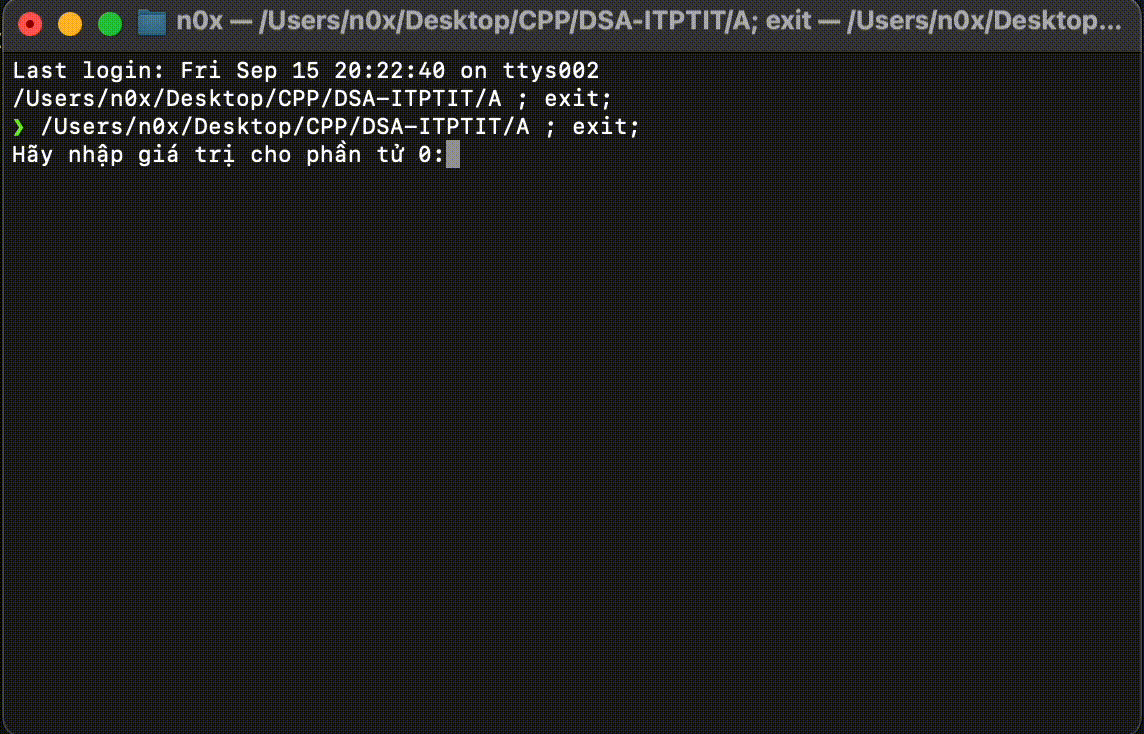 n0x — /Users/n0x/Desktop/CPP/DSA-ITPTIT/A; exit — /Users/n0x/Desktop...
Last login: Fri Sep 15 20:22:40 on ttys002
/Users/n0x/Desktop/CPP/DSA-ITPTIT/A ; exit;
❯ /Users/n0x/Desktop/CPP/DSA-ITPTIT/A ; exit;
Hãy nhập giá trị cho phần tử 0: